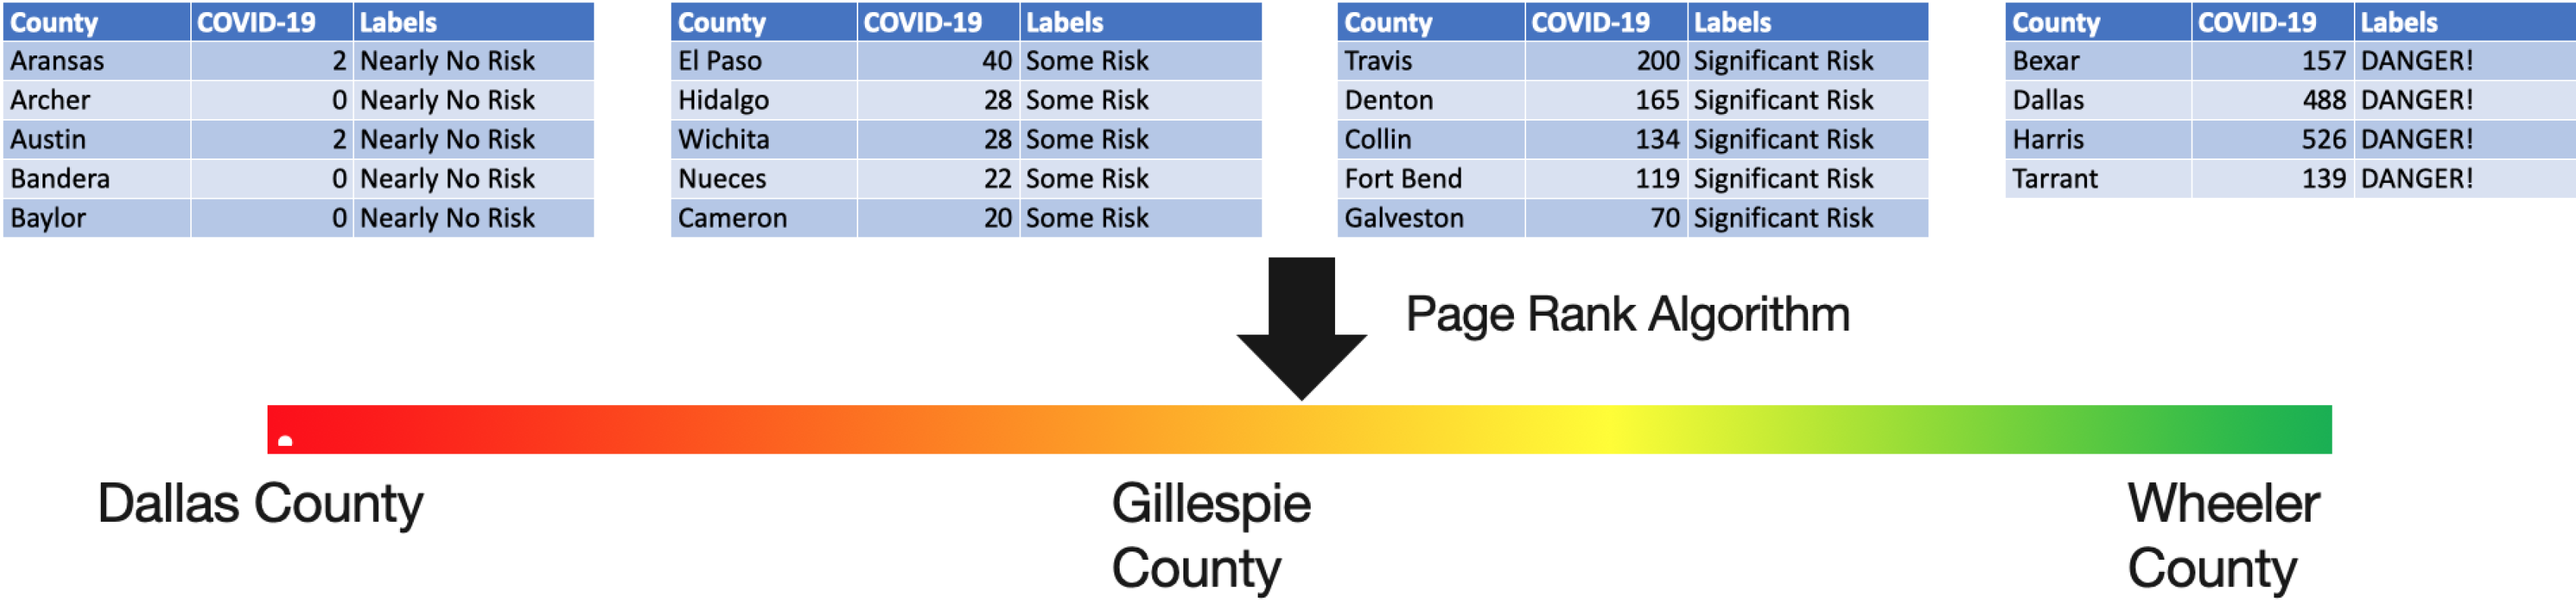 County COVID-19 Labels
Aransas 2 Nearly No Risk
Archer 0 Nearly No Risk
Austin 2 Nearly No Risk
Bandera 0 Nearly No Risk
Baylor 0 Nearly No Risk
County COVID-19 Labels
El Paso 40 Some Risk
Hidalgo 28 Some Risk
Wichita 28 Some Risk
Nueces 22 Some Risk
Cameron 20 Some Risk
County COVID-19 Labels
Travis 200 Significant Risk
Denton 165 Significant Risk
Collin 134 Significant Risk
Fort Bend 119 Significant Risk
Galveston 70 Significant Risk
County COVID-19 Labels
Bexar 157 DANGER!
Dallas 488 DANGER!
Harris 526 DANGER!
Tarrant 139 DANGER!
Page Rank Algorithm
Dallas County
Gillespie
County
Wheeler
County